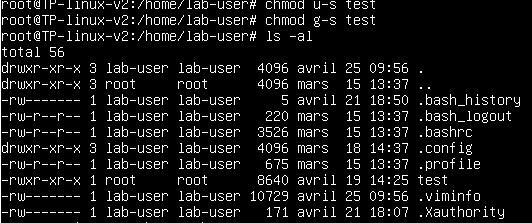 root@TP-linux-v2:/home/lab-user# chmod u-s test
root@TP-linux-v2:/home/lab-user# chmod g-s test
root@TP-linux-v2:/home/lab-user# ls -al
total 56
drwxr-xr-x 3 lab-user lab-user  4096 avril 25 09:56 .
drwxr-xr-x 3 root     root      4096 mars  15 13:37 ..
-rw------- 1 lab-user lab-user     5 avril 21 18:50 .bash_history
-rw-r--r-- 1 lab-user lab-user   220 mars  15 13:37 .bash_logout
-rw-r--r-- 1 lab-user lab-user  3526 mars  15 13:37 .bashrc
drwxr-xr-x 3 lab-user lab-user  4096 mars  18 14:37 .config
-rw-r--r-- 1 lab-user lab-user   675 mars  15 13:37 .profile
-rwxr-xr-x 1 root     root      8640 avril 19 14:25 test
-rw------- 1 lab-user lab-user 10729 avril 25 09:56 .viminfo
-rw------- 1 lab-user lab-user   171 avril 21 18:07 .Xauthority